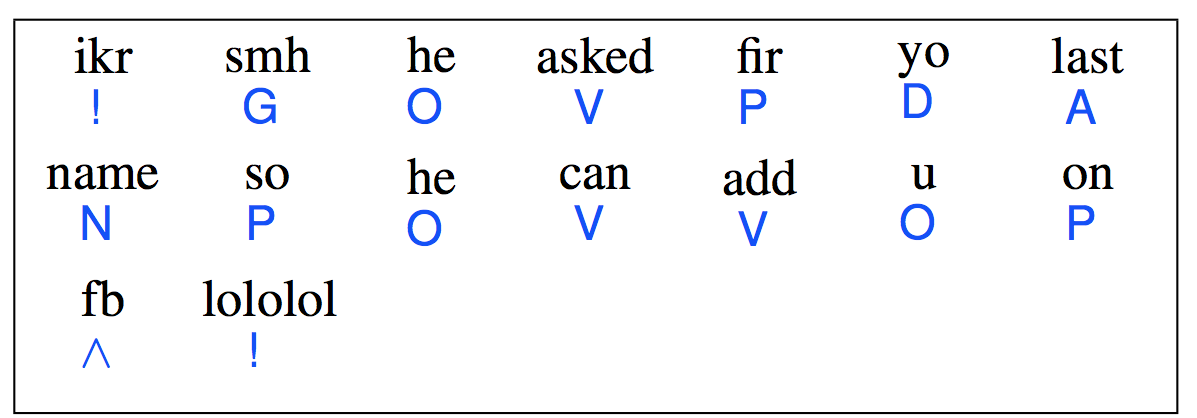 ikr smh he asked fir yo last
! G O V P D A
name so he can add u on
N P O V V O P
fb lololol
^ !